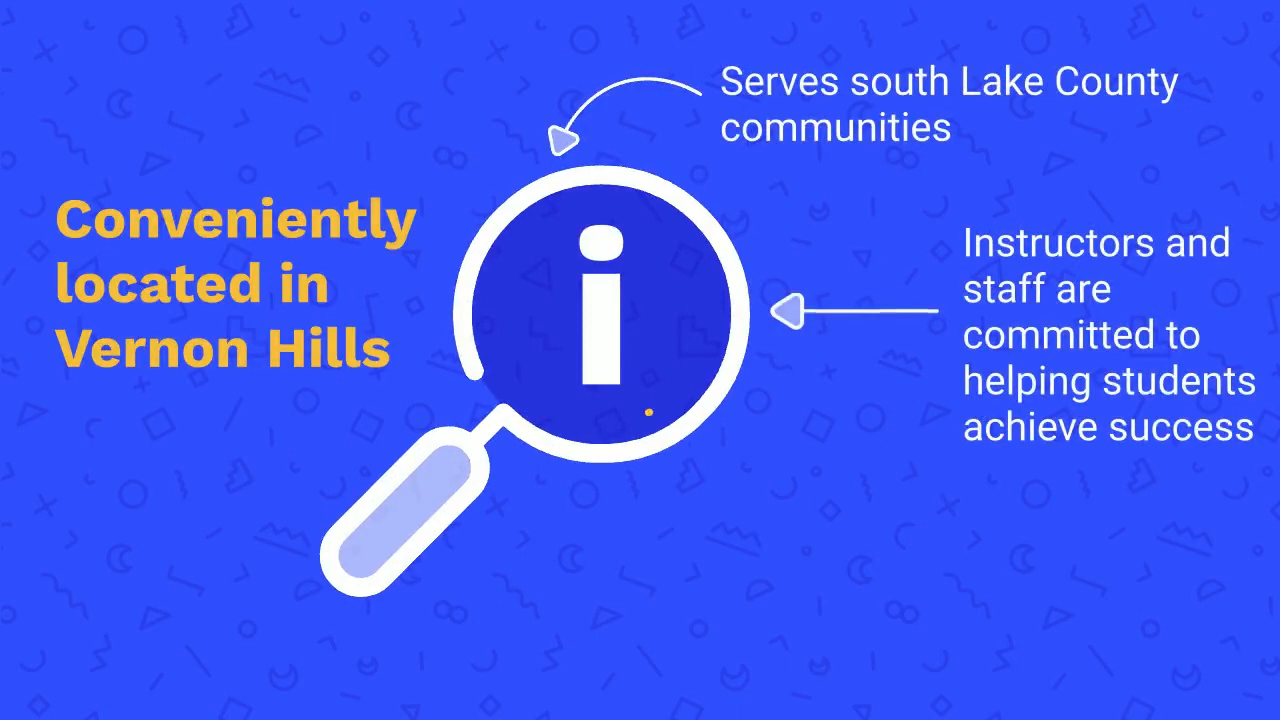 Conveniently
located in
Vernon Hills
i
Serves south Lake County
communities
Instructors and
staff are
committed to
helping students
achieve success